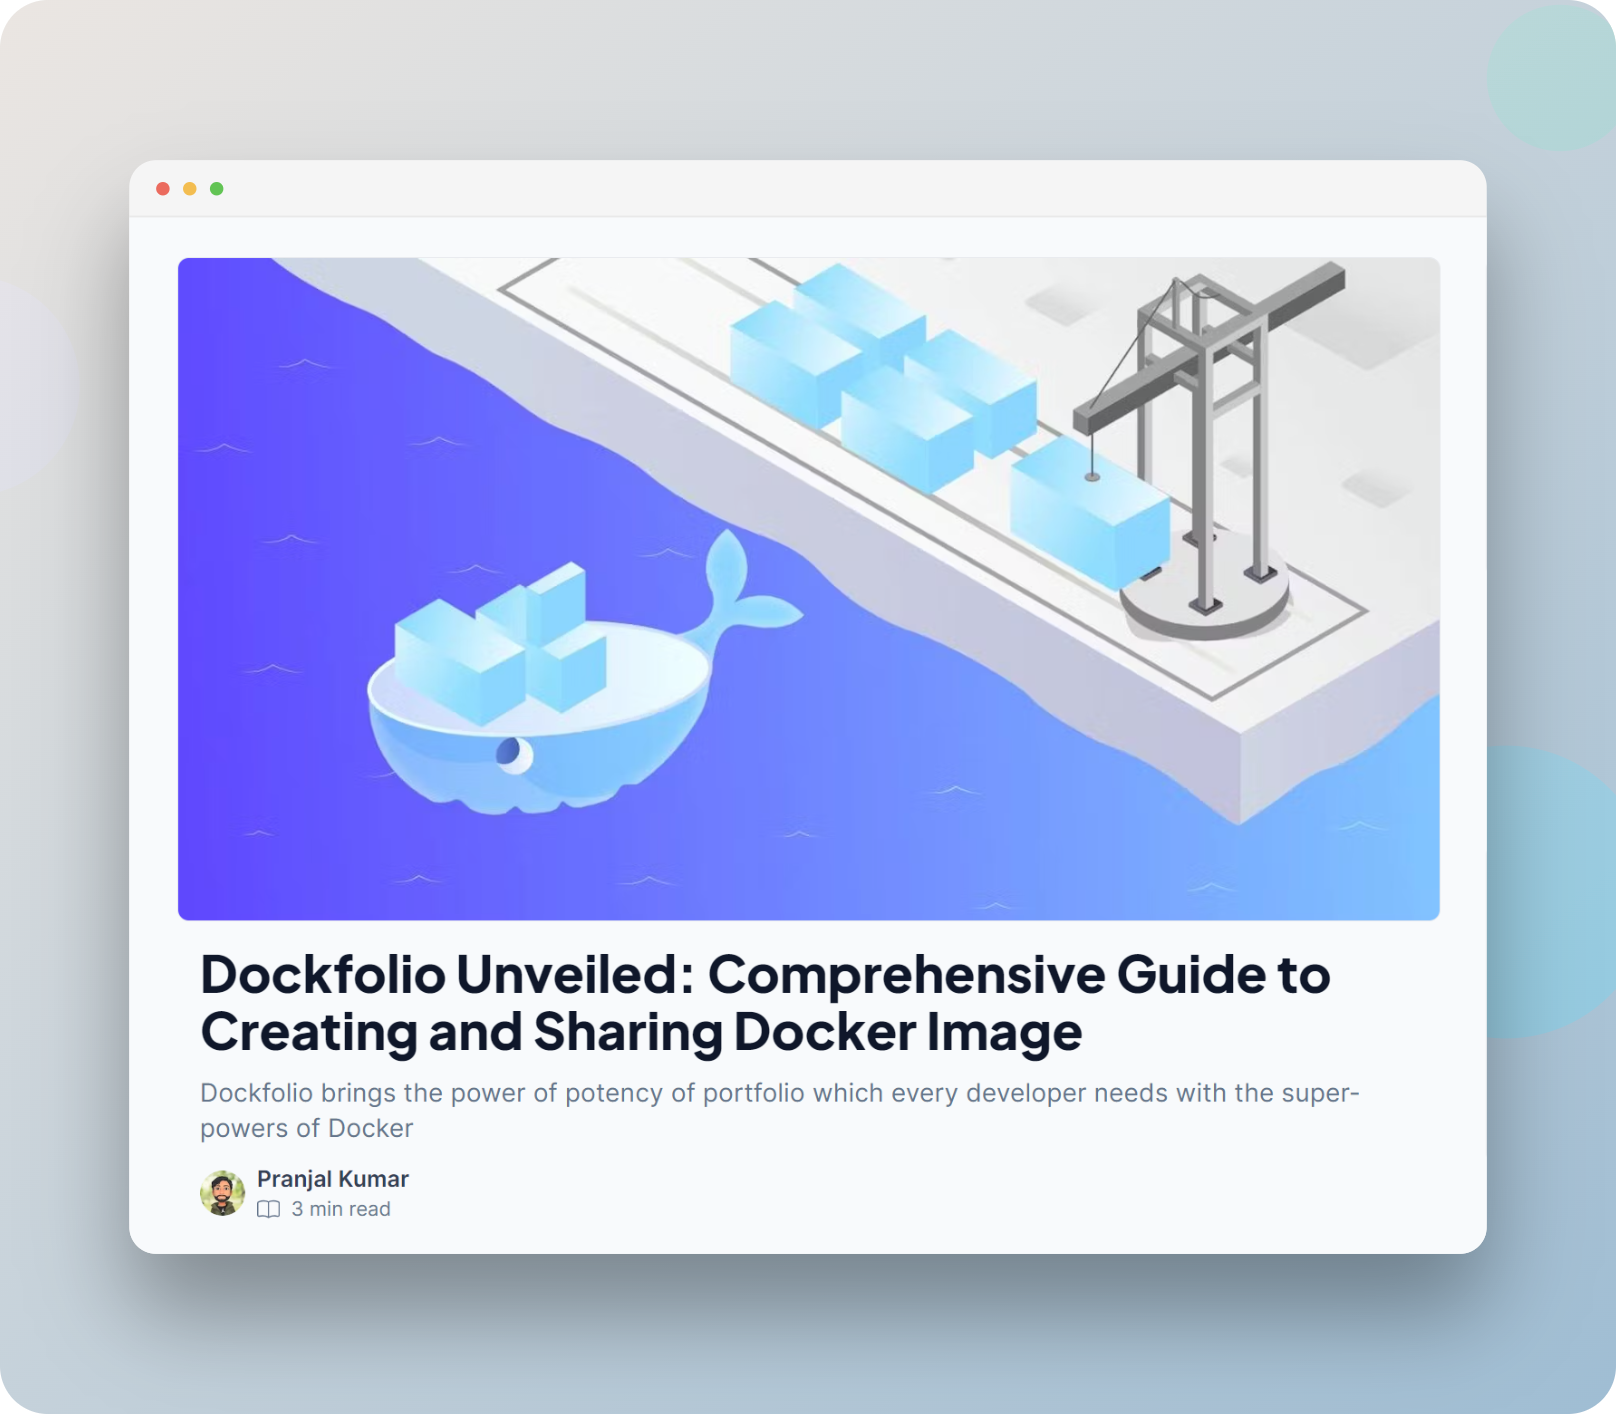 Dockfolio Unveiled: Comprehensive Guide to
Creating and Sharing Docker Image
Dockfolio brings the power of potency of portfolio which every developer needs with the super-
powers of Docker
Pranjal Kumar
3 min read